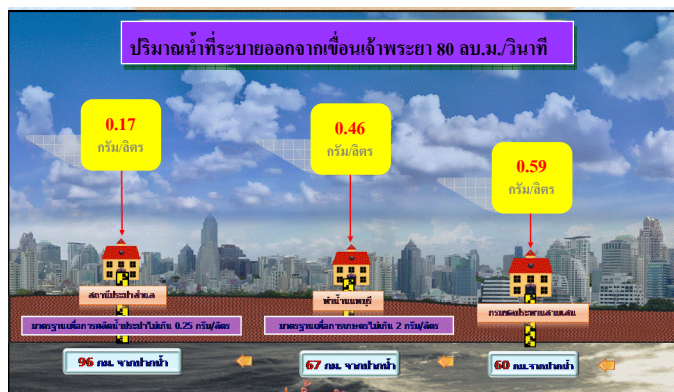 ปริมาณน้ำที่ระบายออกจากเขื่อนเจ้าพระยา 80 ลบ.ม./วินาที
0.17
กรัม/ลิตร
0.46
กรัม/ลิตร
0.59
กรัม/ลิตร
สถานีประปาสำแล
ท่าน้ำนนทบุรี
กรมชลประทานสามเสน
มาตรฐานเพื่อการผลิตน้ำประปาไม่เกิน 0.25 กรัม/ลิตร
มาตรฐานเพื่อการเกษตรไม่เกิน 2 กรัม/ลิตร
96 กม. จากปากน้ำ
67 กม. จากปากน้ำ
60 กม.จากปากน้ำ